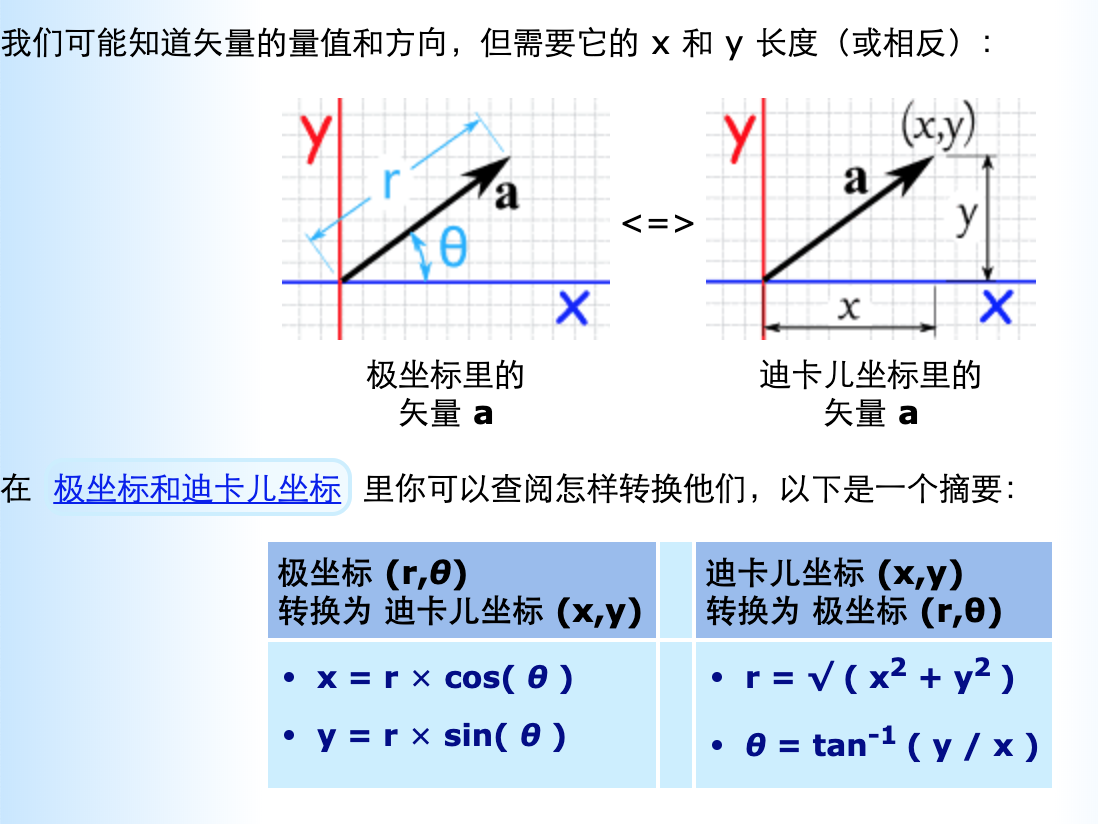 我们可能知道矢量的量值和方向，但需要它的 x 和 y 长度（或相反）：
y
r
a
θ
x
<=>
y
(x,y)
a
y
x
x
极坐标里的
矢量 a
迪卡儿坐标里的
矢量 a
在 极坐标和迪卡儿坐标 里你可以查阅怎样转换他们，以下是一个摘要：
极坐标 (r,θ)
转换为 迪卡儿坐标 (x,y)
• x = r × cos( θ )
• y = r × sin( θ )
迪卡儿坐标 (x,y)
转换为 极坐标 (r,θ)
• r = √ ( x² + y² )
• θ = tan⁻¹ ( y / x )